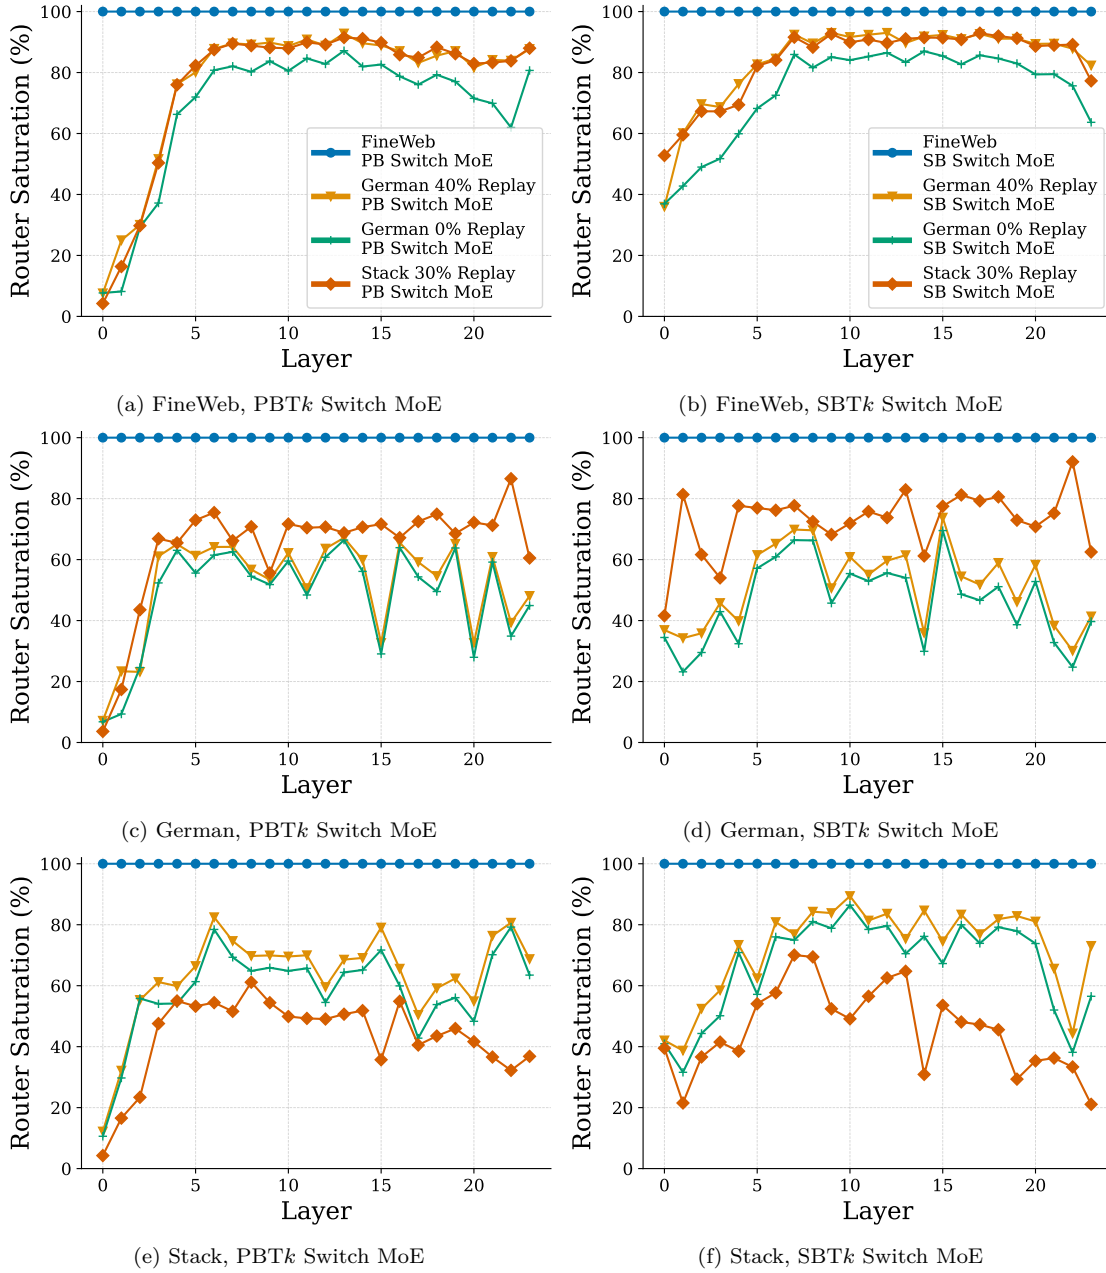 Router Saturation (%)
100
80
60
40
20
0
0
5
10
15
20
Layer
FineWeb
PB Switch MoE
German 40% Replay
PB Switch MoE
German 0% Replay
PB Switch MoE
Stack 30% Replay
PB Switch MoE
(a) FineWeb, PBTk Switch MoE
Router Saturation (%)
100
80
60
40
20
0
0
5
10
15
20
Layer
FineWeb
SB Switch MoE
German 40% Replay
SB Switch MoE
German 0% Replay
SB Switch MoE
Stack 30% Replay
SB Switch MoE
(b) FineWeb, SBTk Switch MoE
Router Saturation (%)
100
80
60
40
20
0
0
5
10
15
20
Layer
(c) German, PBTk Switch MoE
Router Saturation (%)
100
80
60
40
20
0
0
5
10
15
20
Layer
(d) German, SBTk Switch MoE
Router Saturation (%)
100
80
60
40
20
0
0
5
10
15
20
Layer
(e) Stack, PBTk Switch MoE
Router Saturation (%)
100
80
60
40
20
0
0
5
10
15
20
Layer
(f) Stack, SBTk Switch MoE